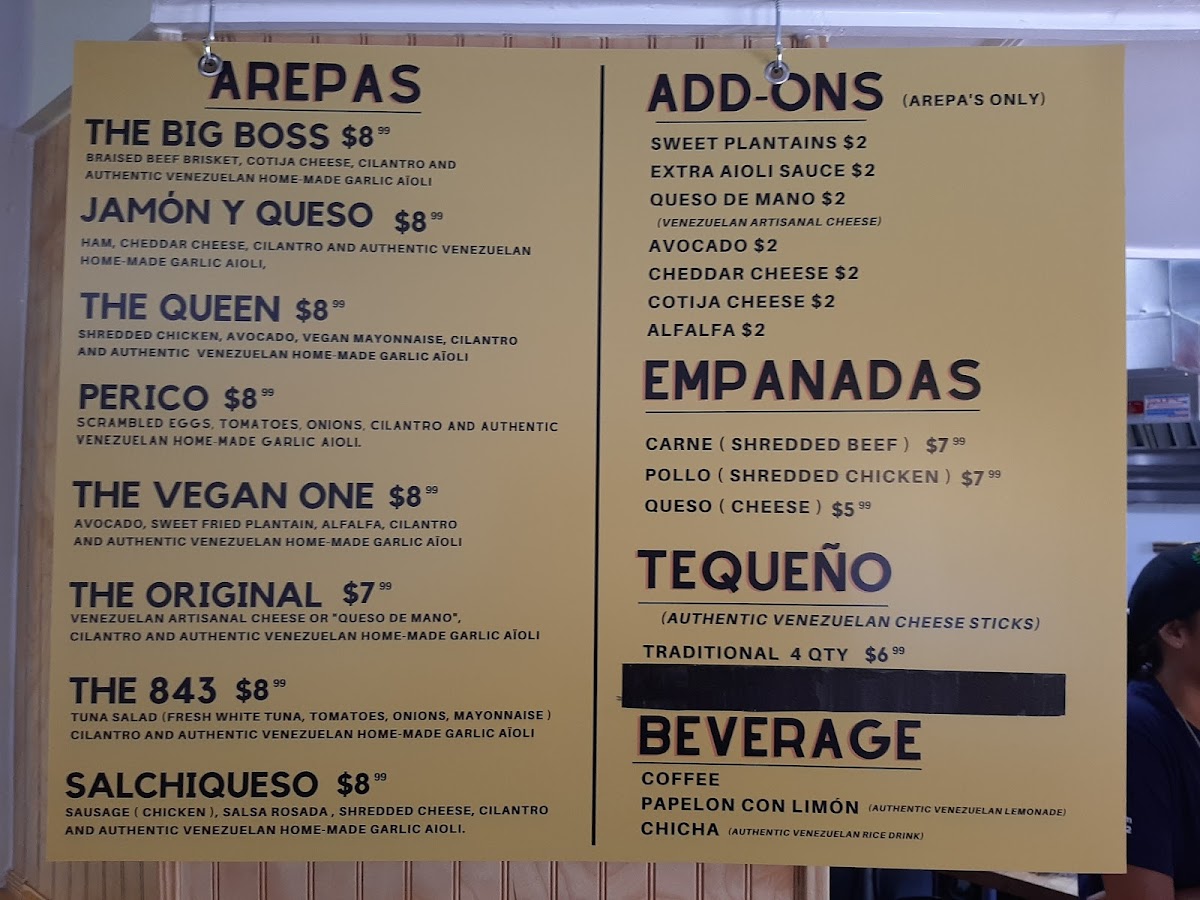 AREPAS
THE BIG BOSS $8 99
BRAISED BEEF BRISKET, COTIJA CHEESE, CILANTRO AND
AUTHENTIC VENEZUELAN HOME-MADE GARLIC AÏOLI
JAMÓN Y QUESO $8 99
HAM, CHEDDAR CHEESE, CILANTRO AND AUTHENTIC VENEZUELAN
HOME-MADE GARLIC AIOLI,
THE QUEEN $8 99
SHREDDED CHICKEN, AVOCADO, VEGAN MAYONNAISE, CILANTRO
AND AUTHENTIC VENEZUELAN HOME-MADE GARLIC AÏOLI
PERICO $8 99
SCRAMBLED EGGS, TOMATOES, ONIONS, CILANTRO AND AUTHENTIC
VENEZUELAN HOME-MADE GARLIC AIOLI.
THE VEGAN ONE $8 99
AVOCADO, SWEET FRIED PLANTAIN, ALFALFA, CILANTRO
AND AUTHENTIC VENEZUELAN HOME-MADE GARLIC AÏOLI
THE ORIGINAL $7 99
VENEZUELAN ARTISANAL CHEESE OR "QUESO DE MANO",
CILANTRO AND AUTHENTIC VENEZUELAN HOME-MADE GARLIC AÏOLI
THE 843 $8 99
TUNA SALAD (FRESH WHITE TUNA, TOMATOES, ONIONS, MAYONNAISE )
CILANTRO AND AUTHENTIC VENEZUELAN HOME-MADE GARLIC AÏOLI
SALCHIQUESO $8 99
SAUSAGE ( CHICKEN ), SALSA ROSADA , SHREDDED CHEESE, CILANTRO
AND AUTHENTIC VENEZUELAN HOME-MADE GARLIC AIOLI.
ADD-ONS (AREPA'S ONLY)
SWEET PLANTAINS $2
EXTRA AIOLI SAUCE $2
QUESO DE MANO $2
(VENEZUELAN ARTISANAL CHEESE)
AVOCADO $2
CHEDDAR CHEESE $2
COTIJA CHEESE $2
ALFALFA $2
EMPANADAS
CARNE ( SHREDDED BEEF ) $7 99
POLLO ( SHREDDED CHICKEN ) $7 99
QUESO ( CHEESE ) $5 99
TEQUEÑO
(AUTHENTIC VENEZUELAN CHEESE STICKS)
TRADITIONAL 4 QTY $6 99
BEVERAGE
COFFEE
PAPELON CON LIMÓN (AUTHENTIC VENEZUELAN LEMONADE)
CHICHA (AUTHENTIC VENEZUELAN RICE DRINK)